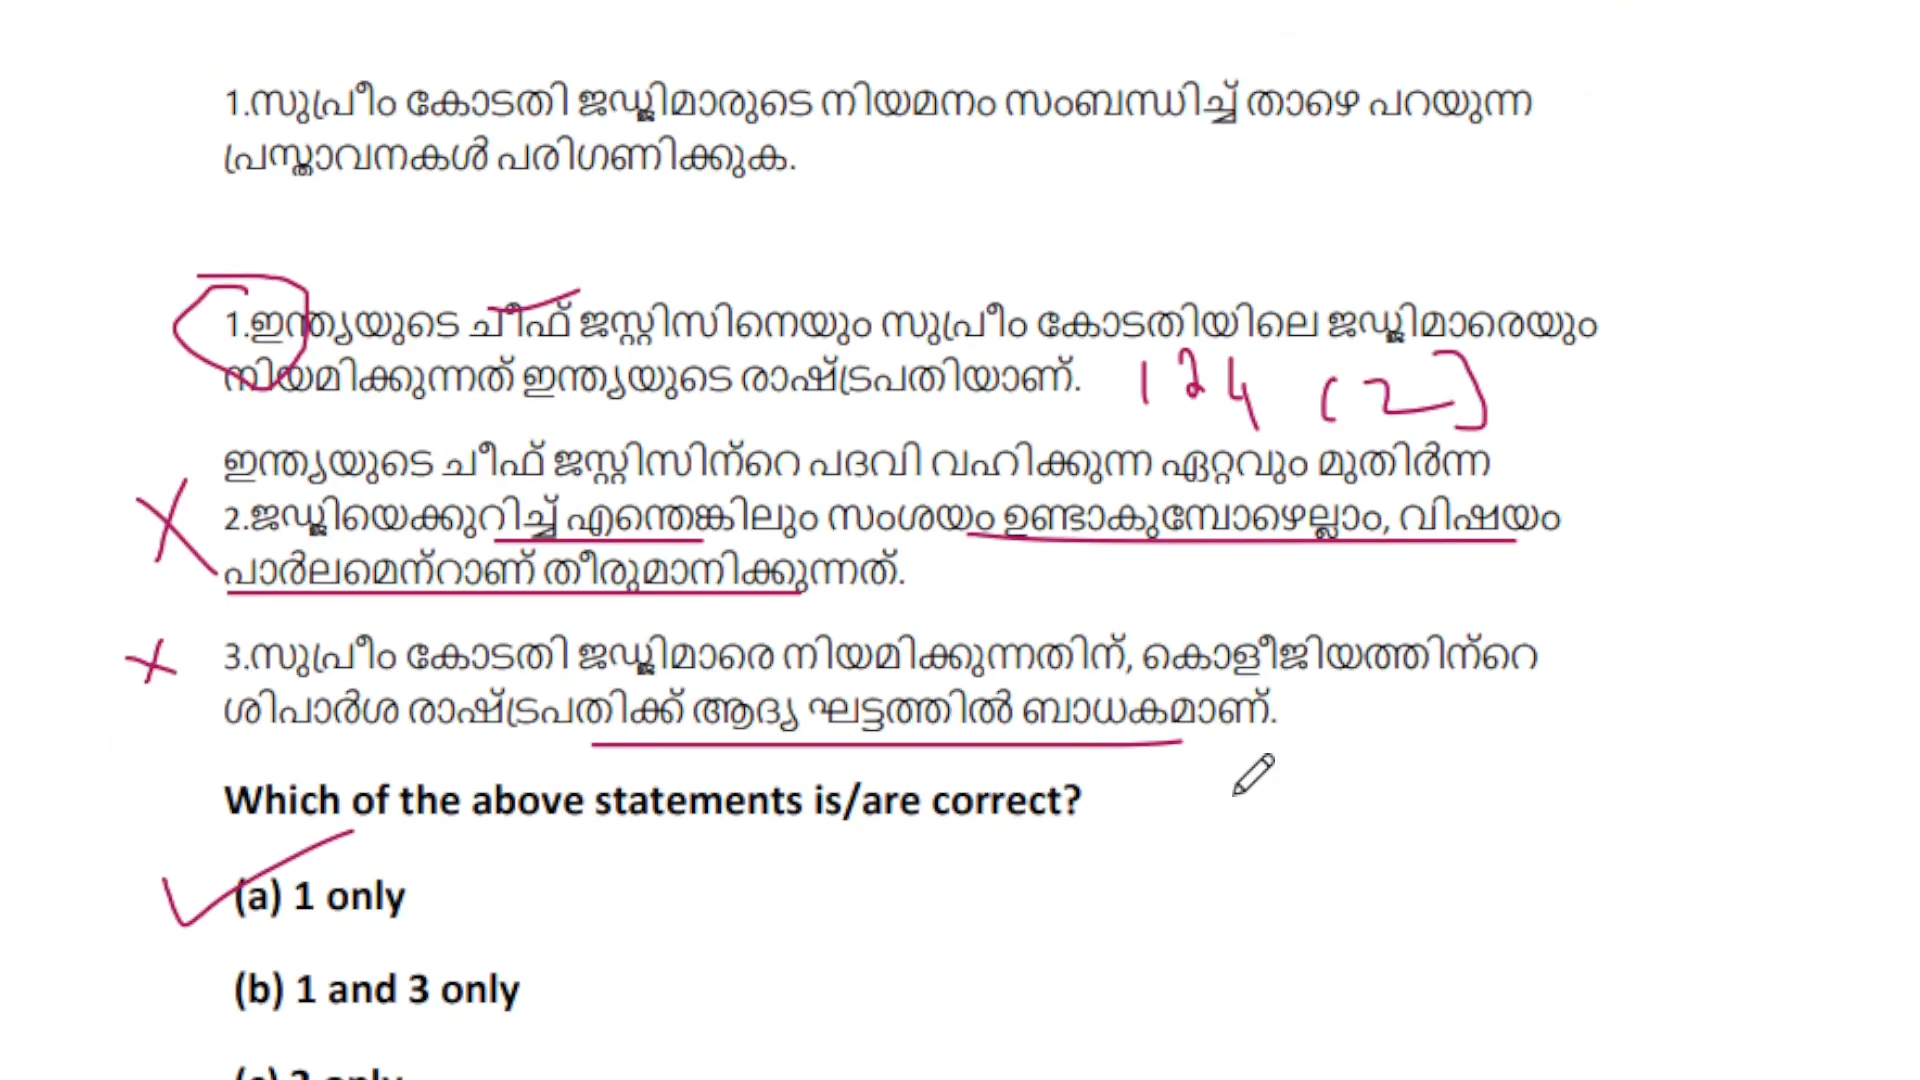 1.സുപ്രീം കോടതി ജഡ്ജിമാരുടെ നിയമനം സംബന്ധിച്ച് താഴെ പറയുന്ന
പ്രസ്താവനകൾ പരിഗണിക്കുക.
1.ഇന്ത്യയുടെ ചീഫ് ജസ്റ്റിസിനെയും സുപ്രീം കോടതിയിലെ ജഡ്ജിമാരെയും
നിയമിക്കുന്നത് ഇന്ത്യയുടെ രാഷ്ട്രപതിയാണ്. 124 (2)
ഇന്ത്യയുടെ ചീഫ് ജസ്റ്റിസിന്റെ പദവി വഹിക്കുന്ന ഏറ്റവും മുതിർന്ന
2.ജഡ്ജിയെക്കുറിച്ച് എന്തെങ്കിലും സംശയം ഉണ്ടാകുമ്പോഴെല്ലാം, വിഷയം
പാർലമെന്റാണ് തീരുമാനിക്കുന്നത്.
3.സുപ്രീം കോടതി ജഡ്ജിമാരെ നിയമിക്കുന്നതിന്, കൊളീജിയത്തിന്റെ
ശിപാർശ രാഷ്ട്രപതിക്ക് ആദ്യ ഘട്ടത്തിൽ ബാധകമാണ്.
Which of the above statements is/are correct?
(a) 1 only
(b) 1 and 3 only